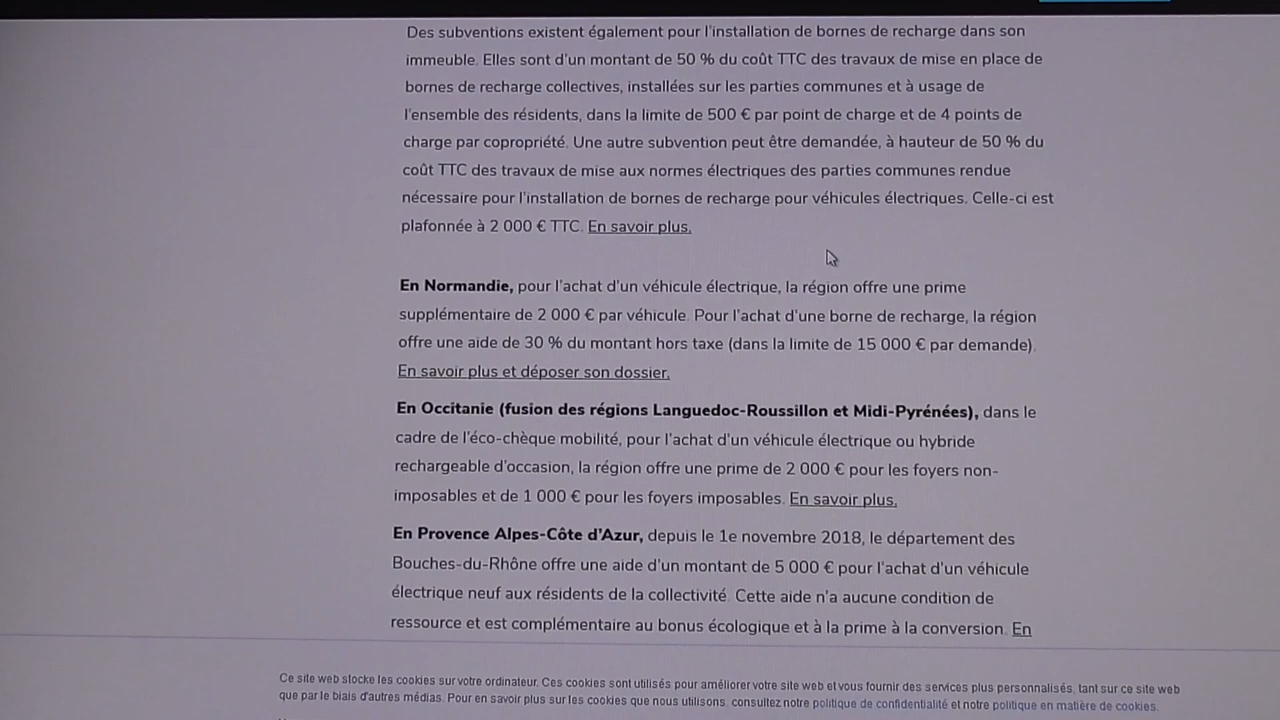 Des subventions existent également pour l'installation de bornes de recharge dans son
immeuble. Elles sont d'un montant de 50 % du coût TTC des travaux de mise en place de
bornes de recharge collectives, installées sur les parties communes et à usage de
l'ensemble des résidents, dans la limite de 500 € par point de charge et de 4 points de
charge par copropriété. Une autre subvention peut être demandée, à hauteur de 50 % du
coût TTC des travaux de mise aux normes électriques des parties communes rendue
nécessaire pour l'installation de bornes de recharge pour véhicules électriques. Celle-ci est
plafonnée à 2 000 € TTC. En savoir plus.
En Normandie, pour l'achat d'un véhicule électrique, la région offre une prime
supplémentaire de 2 000 € par véhicule. Pour l'achat d'une borne de recharge, la région
offre une aide de 30 % du montant hors taxe (dans la limite de 15 000 € par demande).
En savoir plus et déposer son dossier.
En Occitanie (fusion des régions Languedoc-Roussillon et Midi-Pyrénées), dans le
cadre de l'éco-chèque mobilité, pour l'achat d'un véhicule électrique ou hybride
rechargeable d'occasion, la région offre une prime de 2 000 € pour les foyers non-
imposables et de 1 000 € pour les foyers imposables. En savoir plus.
En Provence Alpes-Côte d'Azur, depuis le 1e novembre 2018, le département des
Bouches-du-Rhône offre une aide d'un montant de 5 000 € pour l'achat d'un véhicule
électrique neuf aux résidents de la collectivité. Cette aide n'a aucune condition de
ressource et est complémentaire au bonus écologique et à la prime à la conversion. En
Ce site web stocke les cookies sur votre ordinateur. Ces cookies sont utilisés pour améliorer votre site web et vous fournir des services plus personnalisés, tant sur ce site web
que par le biais d'autres médias. Pour en savoir plus sur les cookies que nous utilisons, consultez notre politique de confidentialité et notre politique en matière de cookies.